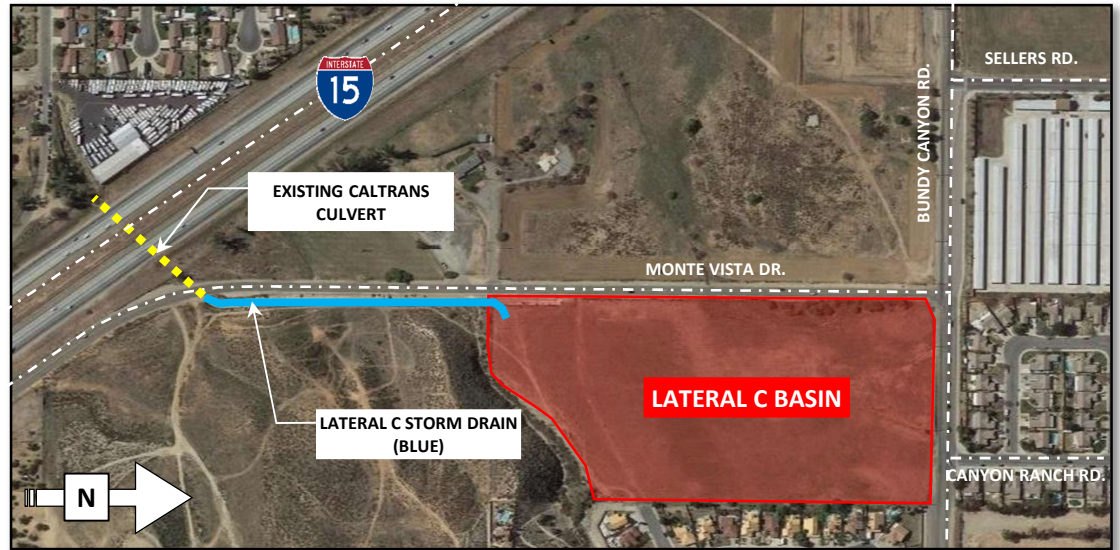 INTERSTATE
15
SELLERS RD.
BUNDY CANYON RD.
EXISTING CALTRANS
CULVERT
MONTE VISTA DR.
LATERAL C BASIN
LATERAL C STORM DRAIN
(BLUE)
CANYON RANCH RD.
N